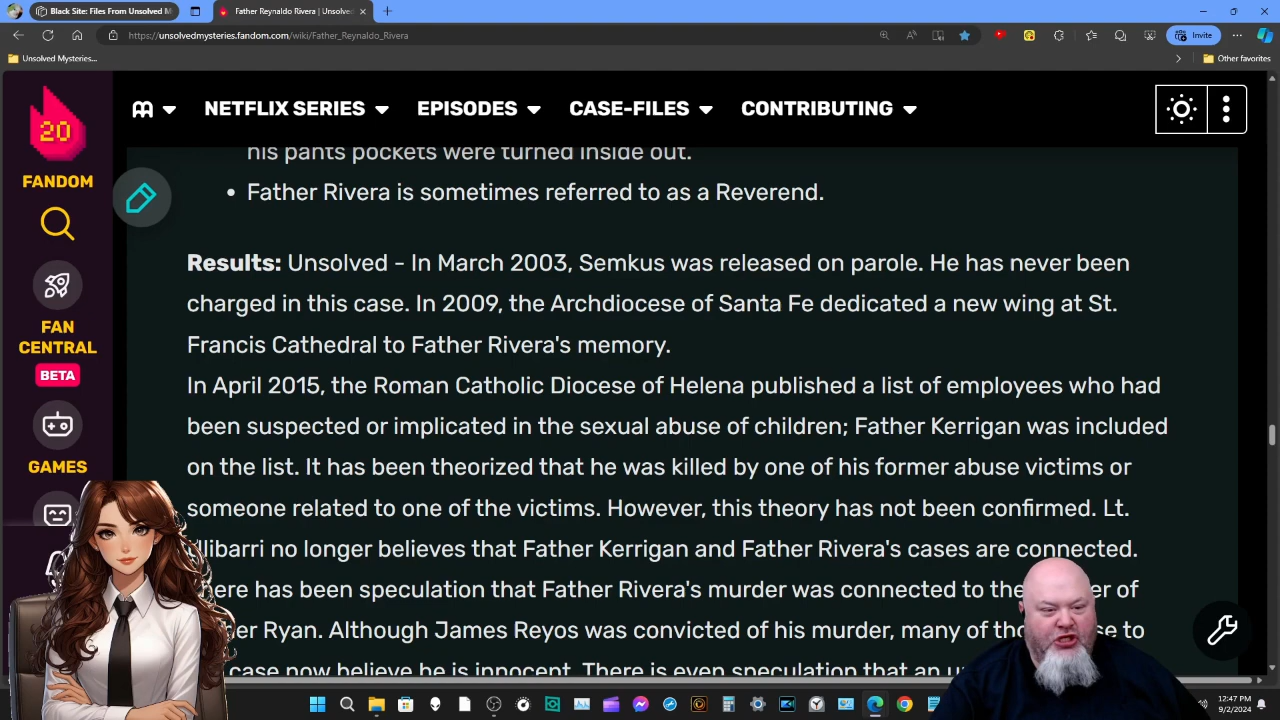 Black Site: Files From Unsolved M
Father Reynaldo Rivera | Unsolved
https://unsolvedmysteries.fandom.com/wiki/Father_Reynaldo_Rivera
Invite
Unsolved Mysteries...
Other favorites
20
FANDOM
FAN
CENTRAL
BETA
GAMES
NETFLIX SERIES
EPISODES
CASE-FILES
CONTRIBUTING
his pants pockets were turned inside out.
• Father Rivera is sometimes referred to as a Reverend.
Results: Unsolved - In March 2003, Semkus was released on parole. He has never been
charged in this case. In 2009, the Archdiocese of Santa Fe dedicated a new wing at St.
Francis Cathedral to Father Rivera's memory.
In April 2015, the Roman Catholic Diocese of Helena published a list of employees who had
been suspected or implicated in the sexual abuse of children; Father Kerrigan was included
on the list. It has been theorized that he was killed by one of his former abuse victims or
someone related to one of the victims. However, this theory has not been confirmed. Lt.
no longer believes that Father Kerrigan and Father Rivera's cases are connected.
has been speculation that Father Rivera's murder was connected to the of
Ryan. Although James Reyos was convicted of his murder, many of to
case now believe he is innocent. There is even speculation that an
12:47 PM
9/2/2024